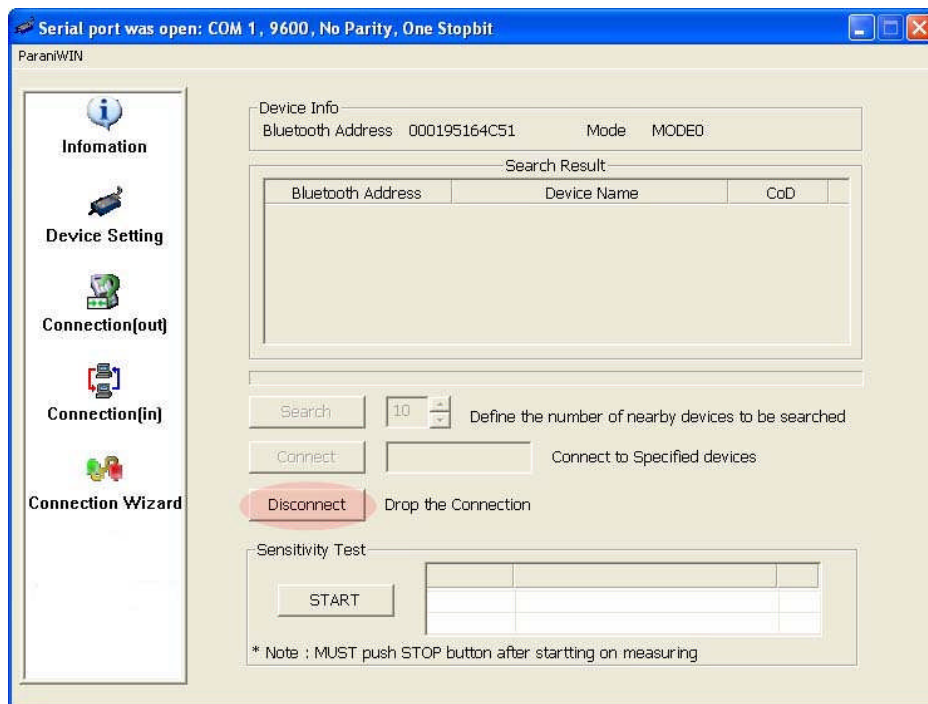 Serial port was open: COM 1, 9600, No Parity, One Stopbit
ParaniWIN
Infomation
Device Setting
Connection(out)
Connection(in)
Connection Wizard
Device Info
Bluetooth Address 000195164C51 Mode MODE0
Search Result
Bluetooth Address Device Name CoD
Search 10 Define the number of nearby devices to be searched
Connect Connect to Specified devices
Disconnect Drop the Connection
Sensitivity Test
START
* Note : MUST push STOP button after startting on measuring